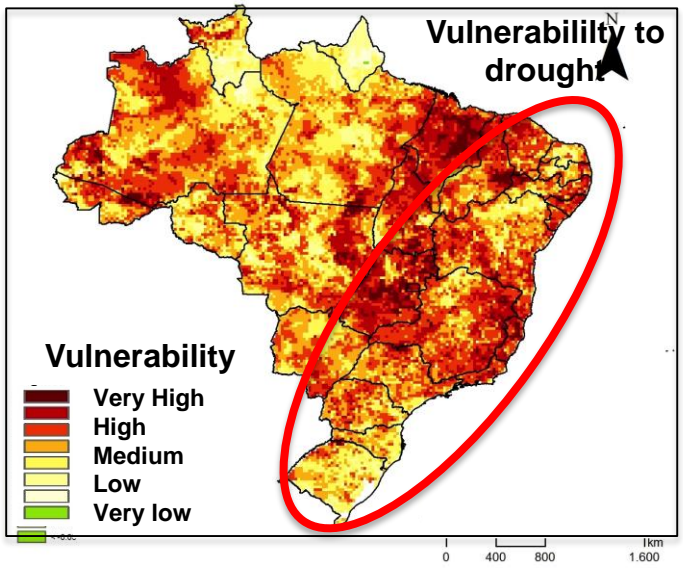 Vulnerabililty to
drought
N
Vulnerability
Very High
High
Medium
Low
Very low
km
0 400 800 1.600